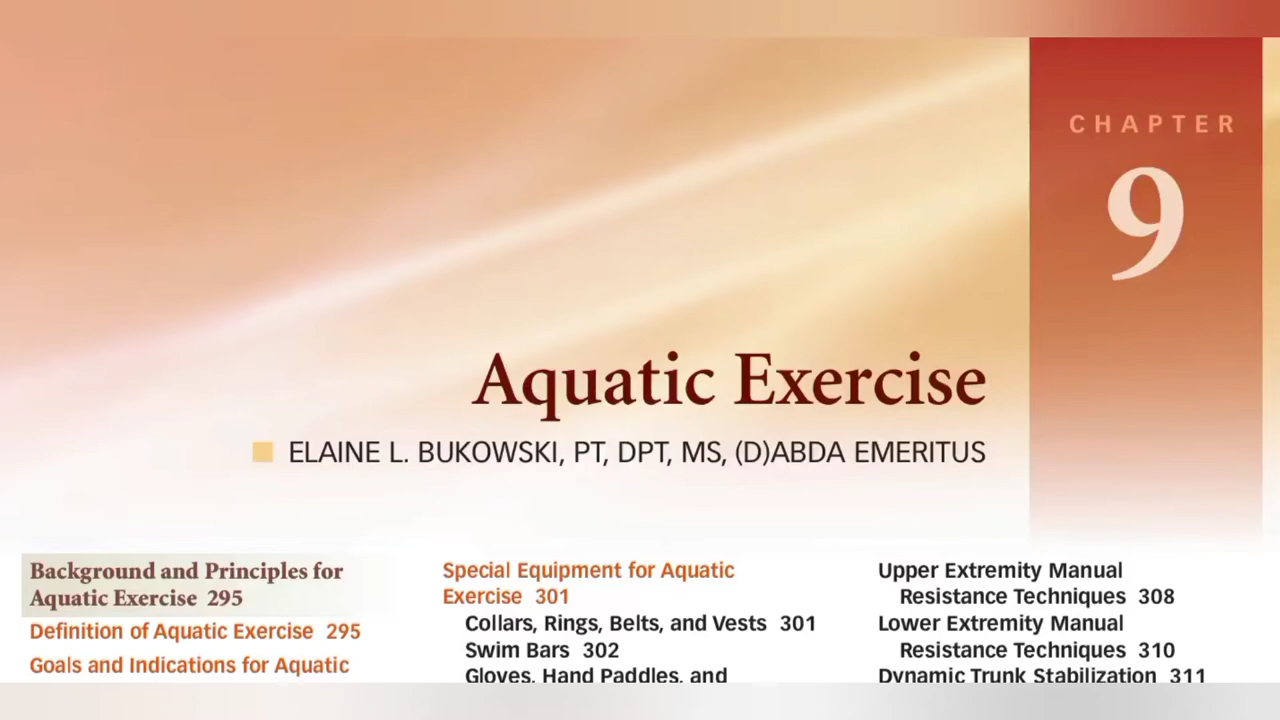 CHAPTER
9
Aquatic Exercise
ELAINE L. BUKOWSKI, PT, DPT, MS, (D)ABDA EMERITUS
Background and Principles for
Aquatic Exercise 295
Definition of Aquatic Exercise 295
Goals and Indications for Aquatic
Special Equipment for Aquatic
Exercise 301
Collars, Rings, Belts, and Vests 301
Swim Bars 302
Gloves, Hand Paddles, and
Upper Extremity Manual
Resistance Techniques 308
Lower Extremity Manual
Resistance Techniques 310
Dynamic Trunk Stabilization 311